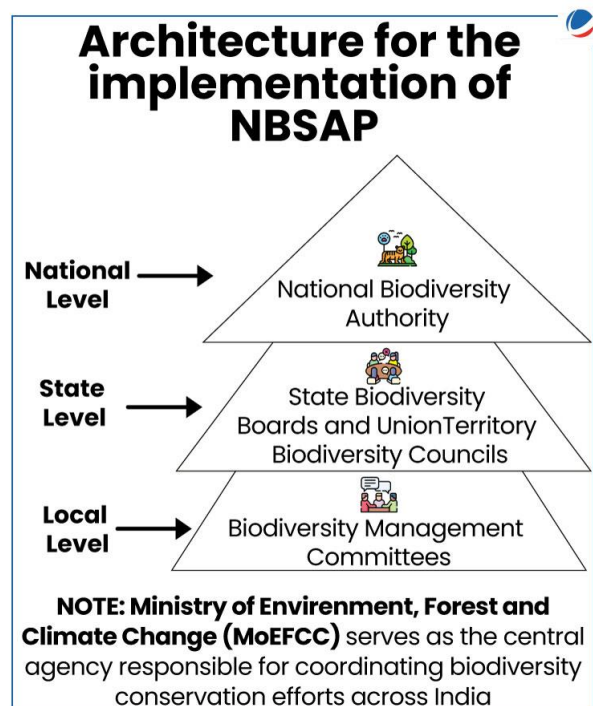 Architecture for the
implementation of
NBSAP
National
Level
National Biodiversity
Authority
State
Level
State Biodiversity
Boards and UnionTerritory
Biodiversity Councils
Local
Level
Biodiversity Management
Committees
NOTE: Ministry of Envirenment, Forest and
Climate Change (MoEFCC) serves as the central
agency responsible for coordinating biodiversity
conservation efforts across India